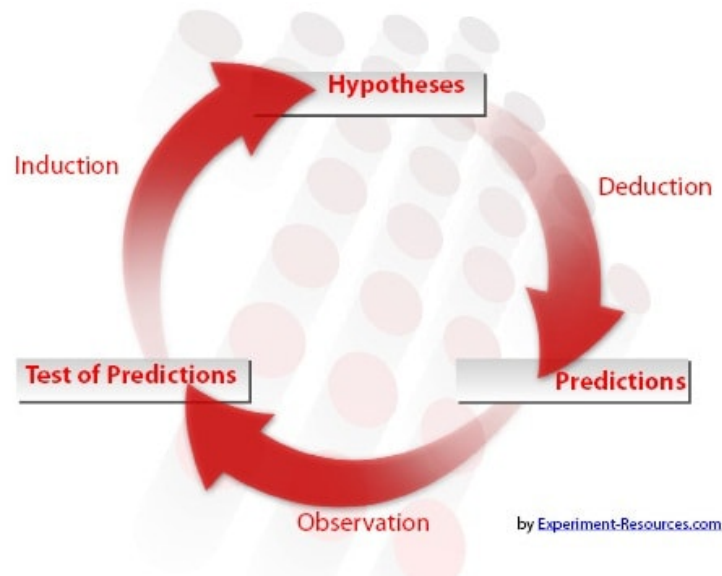 Hypotheses
Induction
Deduction
Test of Predictions
Predictions
Observation
by Experiment-Resources.com